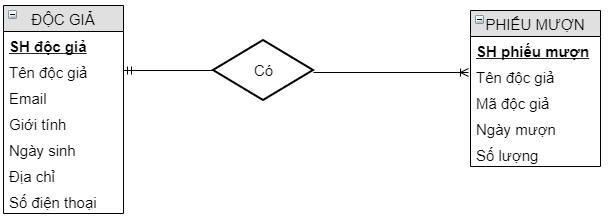 ĐỘC GIẢ
SH độc giả
Tên độc giả
Email
Giới tính
Ngày sinh
Địa chỉ
Số điện thoại
Có
PHIẾU MƯỢN
SH phiếu mượn
Tên độc giả
Mã độc giả
Ngày mượn
Số lượng